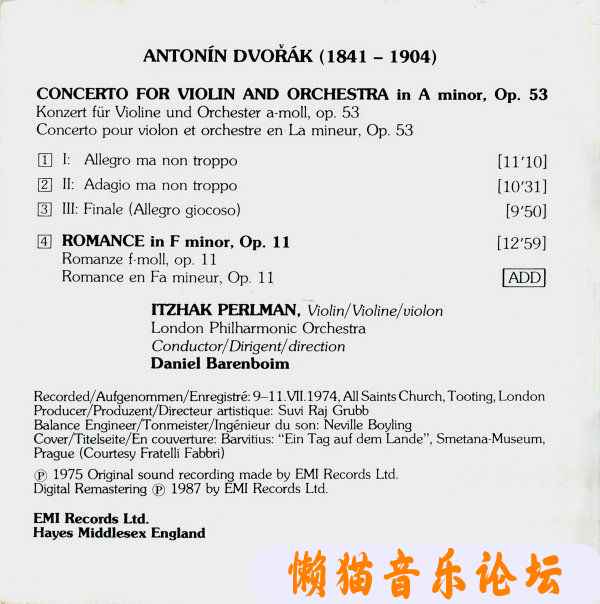 ANTONÍN DVOŘÁK (1841 – 1904)
CONCERTO FOR VIOLIN AND ORCHESTRA in A minor, Op. 53
Konzert für Violine und Orchester a-moll, op. 53
Concerto pour violon et orchestre en La mineur, Op. 53
1 I: Allegro ma non troppo [11'10]
2 II: Adagio ma non troppo [10'31]
3 III: Finale (Allegro giocoso) [9'50]
4 ROMANCE in F minor, Op. 11 [12'59]
Romanze f-moll, op. 11
Romance en Fa mineur, Op. 11 ADD
ITZHAK PERLMAN, Violin/Violine/violon
London Philharmonic Orchestra
Conductor/Dirigent/direction
Daniel Barenboim
Recorded/Aufgenommen/Enregistré: 9–11.VII.1974, All Saints Church, Tooting, London
Producer/Produzent/Directeur artistique: Suvi Raj Grubb
Balance Engineer/Tonmeister/Ingénieur du son: Neville Boyling
Cover/Titelseite/En couverture: Barvitius: "Ein Tag auf dem Lande", Smetana-Museum,
Prague (Courtesy Fratelli Fabbri)
℗ 1975 Original sound recording made by EMI Records Ltd.
Digital Remastering ℗ 1987 by EMI Records Ltd.
EMI Records Ltd.
Hayes Middlesex England
懒猫音乐论坛